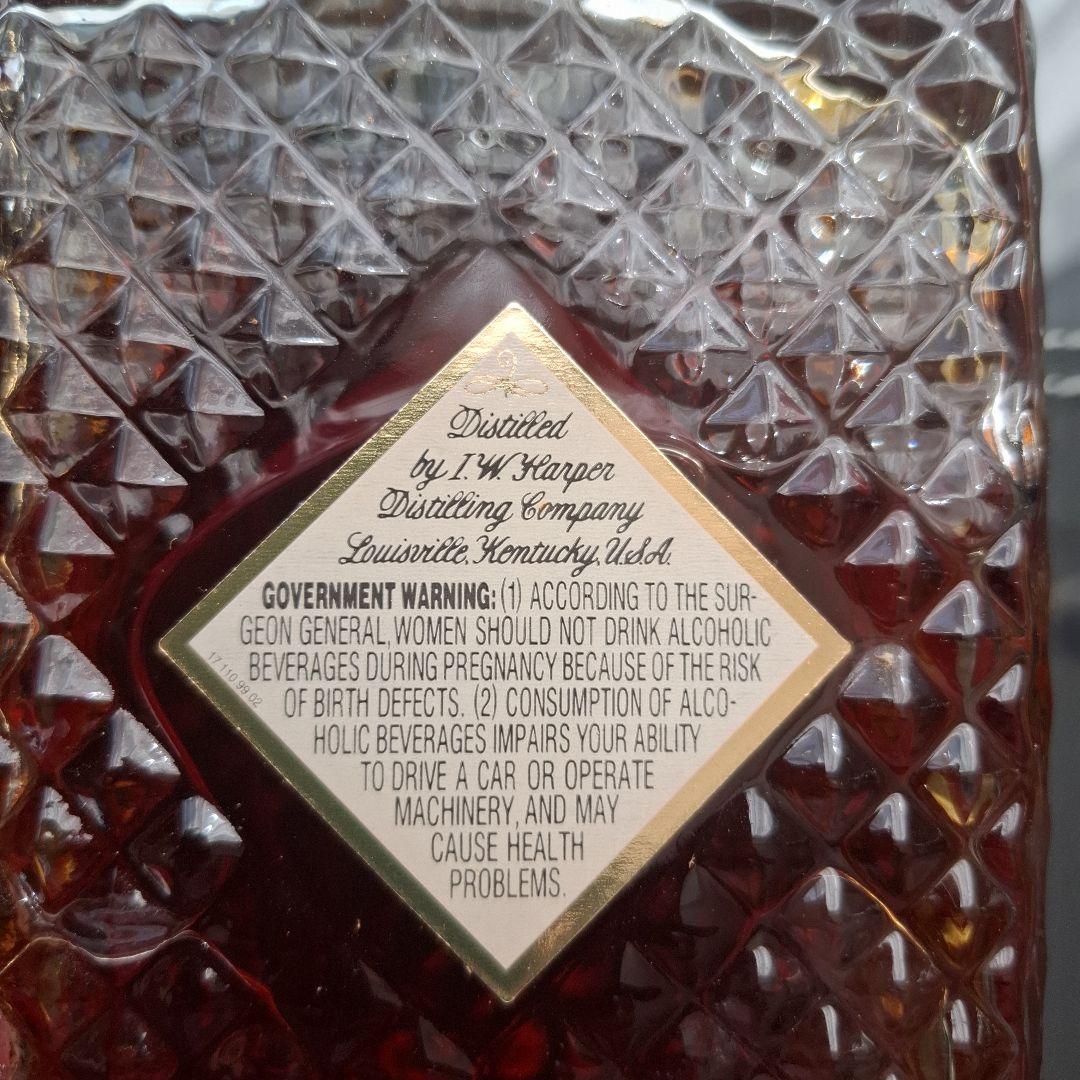 Distilled
by I.W. Harper
Distilling Company
Louisville, Kentucky, U.S.A.
GOVERNMENT WARNING: (1) ACCORDING TO THE SUR-
GEON GENERAL, WOMEN SHOULD NOT DRINK ALCOHOLIC
BEVERAGES DURING PREGNANCY BECAUSE OF THE RISK
OF BIRTH DEFECTS. (2) CONSUMPTION OF ALCO-
HOLIC BEVERAGES IMPAIRS YOUR ABILITY
TO DRIVE A CAR OR OPERATE
MACHINERY, AND MAY
CAUSE HEALTH
PROBLEMS.
17 110 99 02